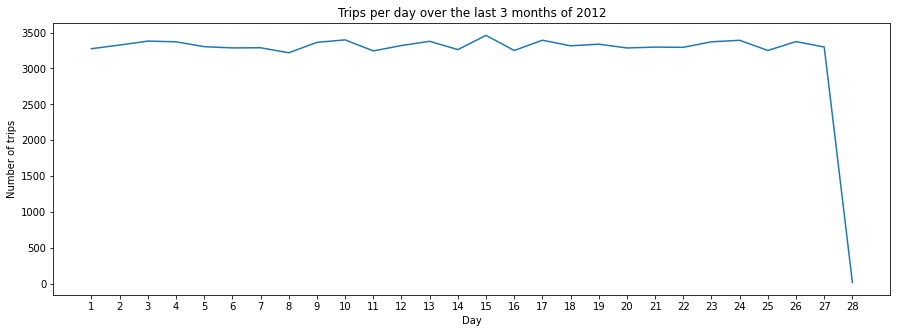 Trips per day over the last 3 months of 2012
Number of trips
3500
3000
2500
2000
1500
1000
500
0
1 2 3 4 5 6 7 8 9 10 11 12 13 14 15 16 17 18 19 20 21 22 23 24 25 26 27 28
Day